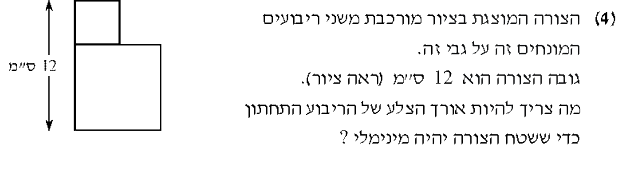 (4) הצורה המוצגת בציור מורכבת משני ריבועים
המונחים זה על גבי זה.
גובה הצורה הוא 12 ס״מ (ראה ציור).
מה צריך להיות אורך הצלע של הריבוע התחתון
כדי ששטח הצורה יהיה מינימלי ?
12 ס״מ